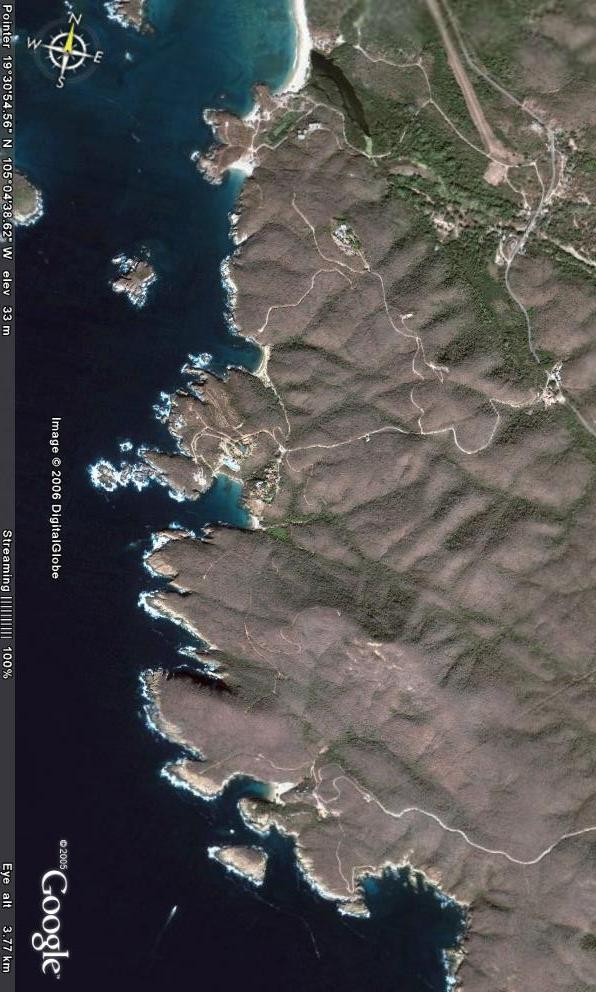 N
W E
S
Pointer 19°30'54.56" N 105°04'38.62" W elev 33 m Streaming |||||||||| 100% Eye alt 3.77 km
Image © 2006 DigitalGlobe
© 2005
Google™